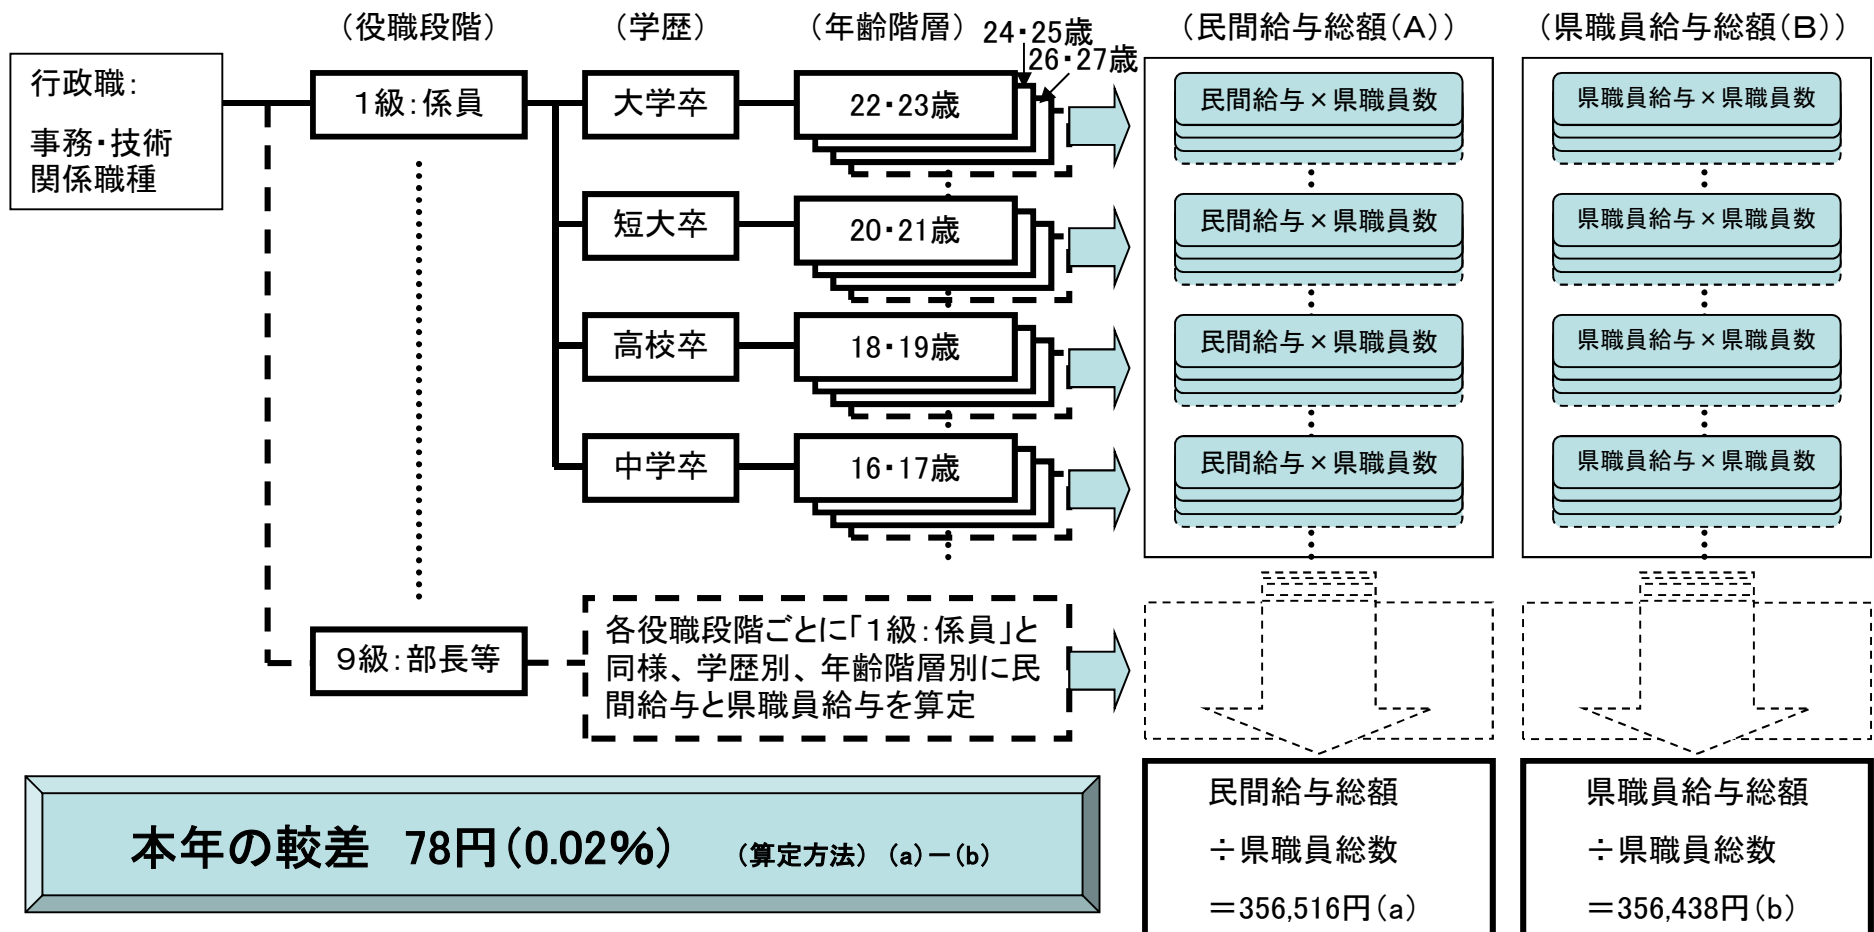 （役職段階）
（学歴）
（年齢階層）
24・25歳
26・27歳
（民間給与総額（A））
（県職員給与総額（B））
行政職：
事務・技術
関係職種
１級：係員
大学卒
22・23歳
民間給与×県職員数
県職員給与×県職員数
短大卒
20・21歳
民間給与×県職員数
県職員給与×県職員数
高校卒
18・19歳
民間給与×県職員数
県職員給与×県職員数
中学卒
16・17歳
民間給与×県職員数
県職員給与×県職員数
９級：部長等
各役職段階ごとに「１級：係員」と
同様、学歴別、年齢階層別に民
間給与と県職員給与を算定
本年の較差 78円（0.02％） （算定方法）（a）－（b）
民間給与総額
÷県職員総数
＝356,516円（a）
県職員給与総額
÷県職員総数
＝356,438円（b）